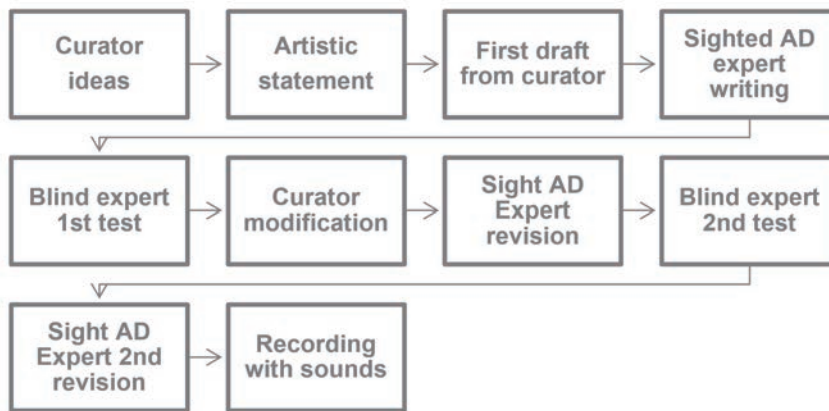 Curator
ideas
Artistic
statement
First draft
from curator
Sighted AD
expert
writing
Blind expert
1st test
Curator
modification
Sight AD
Expert
revision
Blind expert
2nd test
Sight AD
Expert 2nd
revision
Recording
with sounds